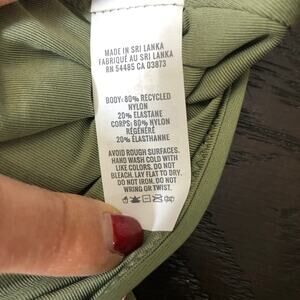 MADE IN SRI LANKA
FABRIQUÉ AU SRI LANKA
RN 54485 CA 03873
BODY: 80% RECYCLED
NYLON
20% ELASTANE
CORPS: 80% NYLON
RÉGÉNÉRÉ
20% ÉLASTHANNE
AVOID ROUGH SURFACES.
HAND WASH COLD WITH
LIKE COLORS. DO NOT
BLEACH. LAY FLAT TO DRY.
DO NOT IRON. DO NOT
WRING OR TWIST.